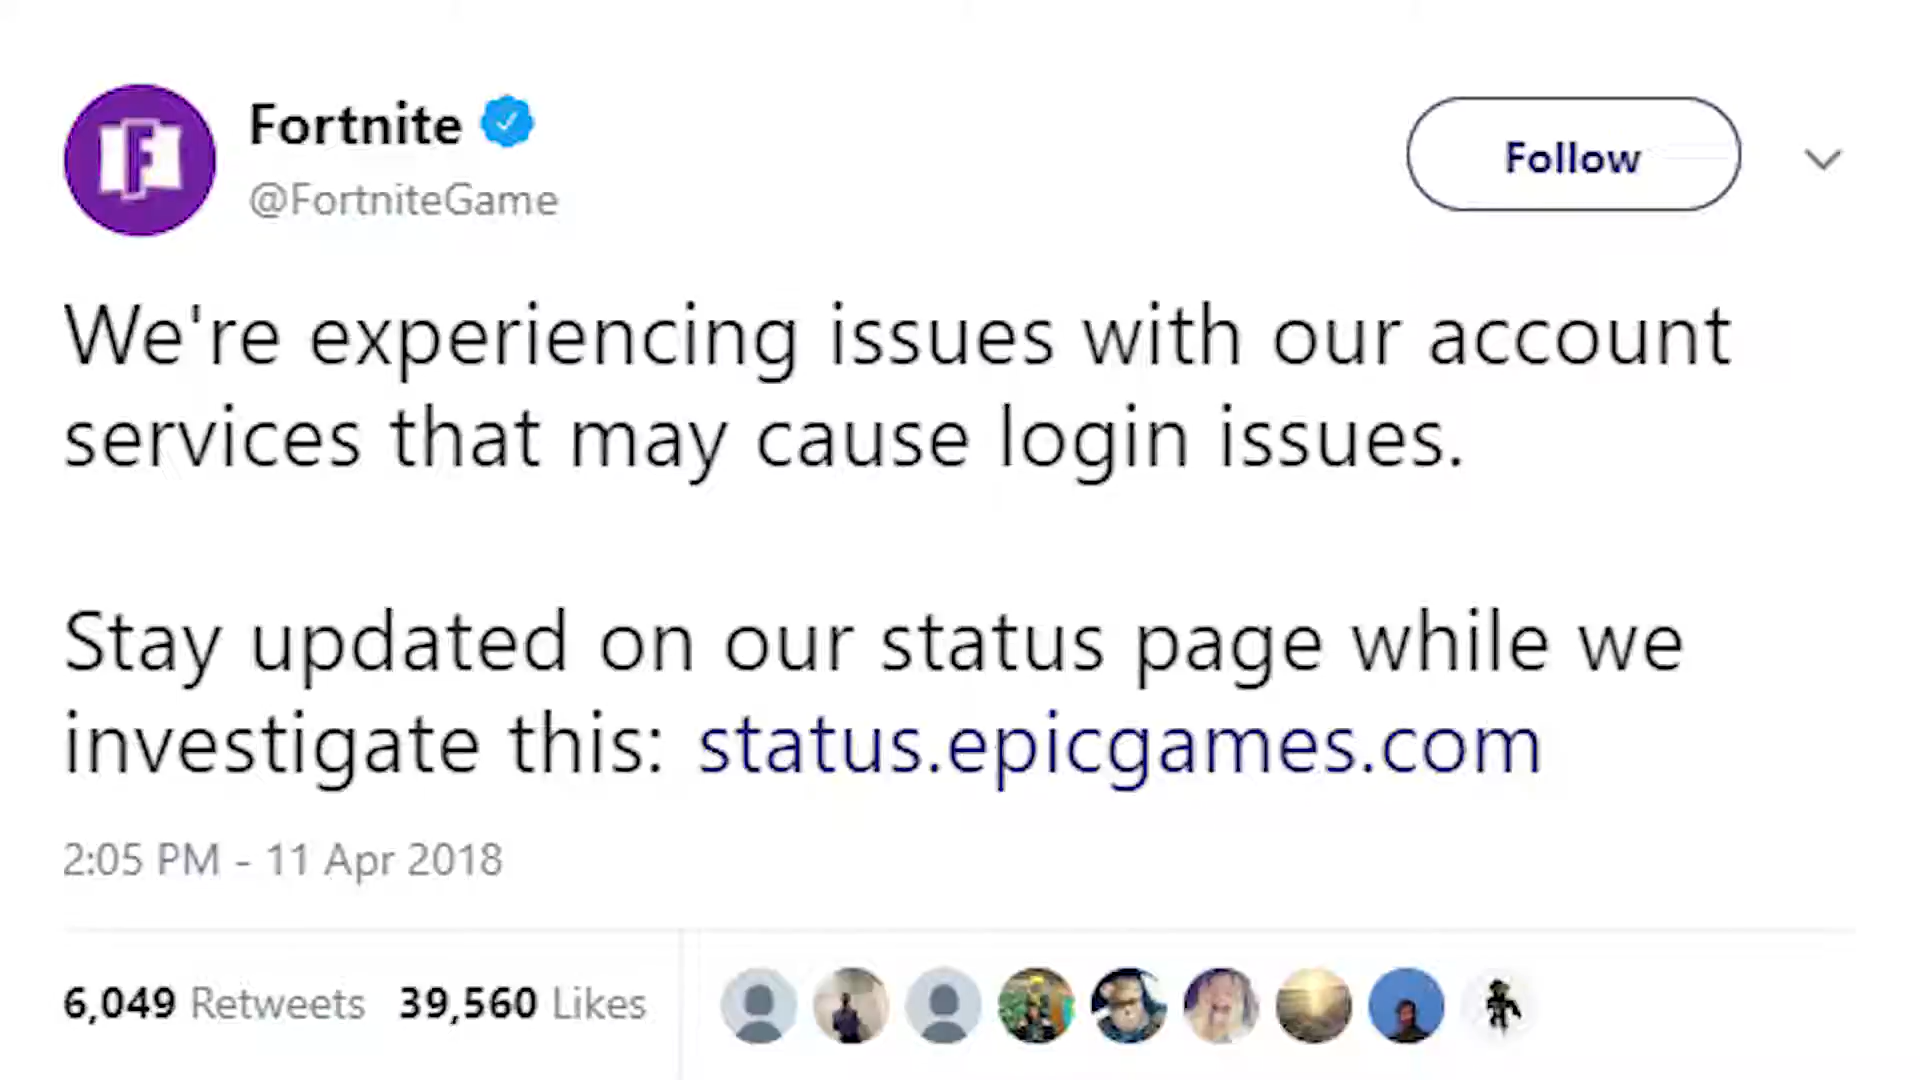 F
Fortnite
@FortniteGame
Follow
We're experiencing issues with our account
services that may cause login issues.
Stay updated on our status page while we
investigate this: status.epicgames.com
2:05 PM - 11 Apr 2018
6,049 Retweets 39,560 Likes